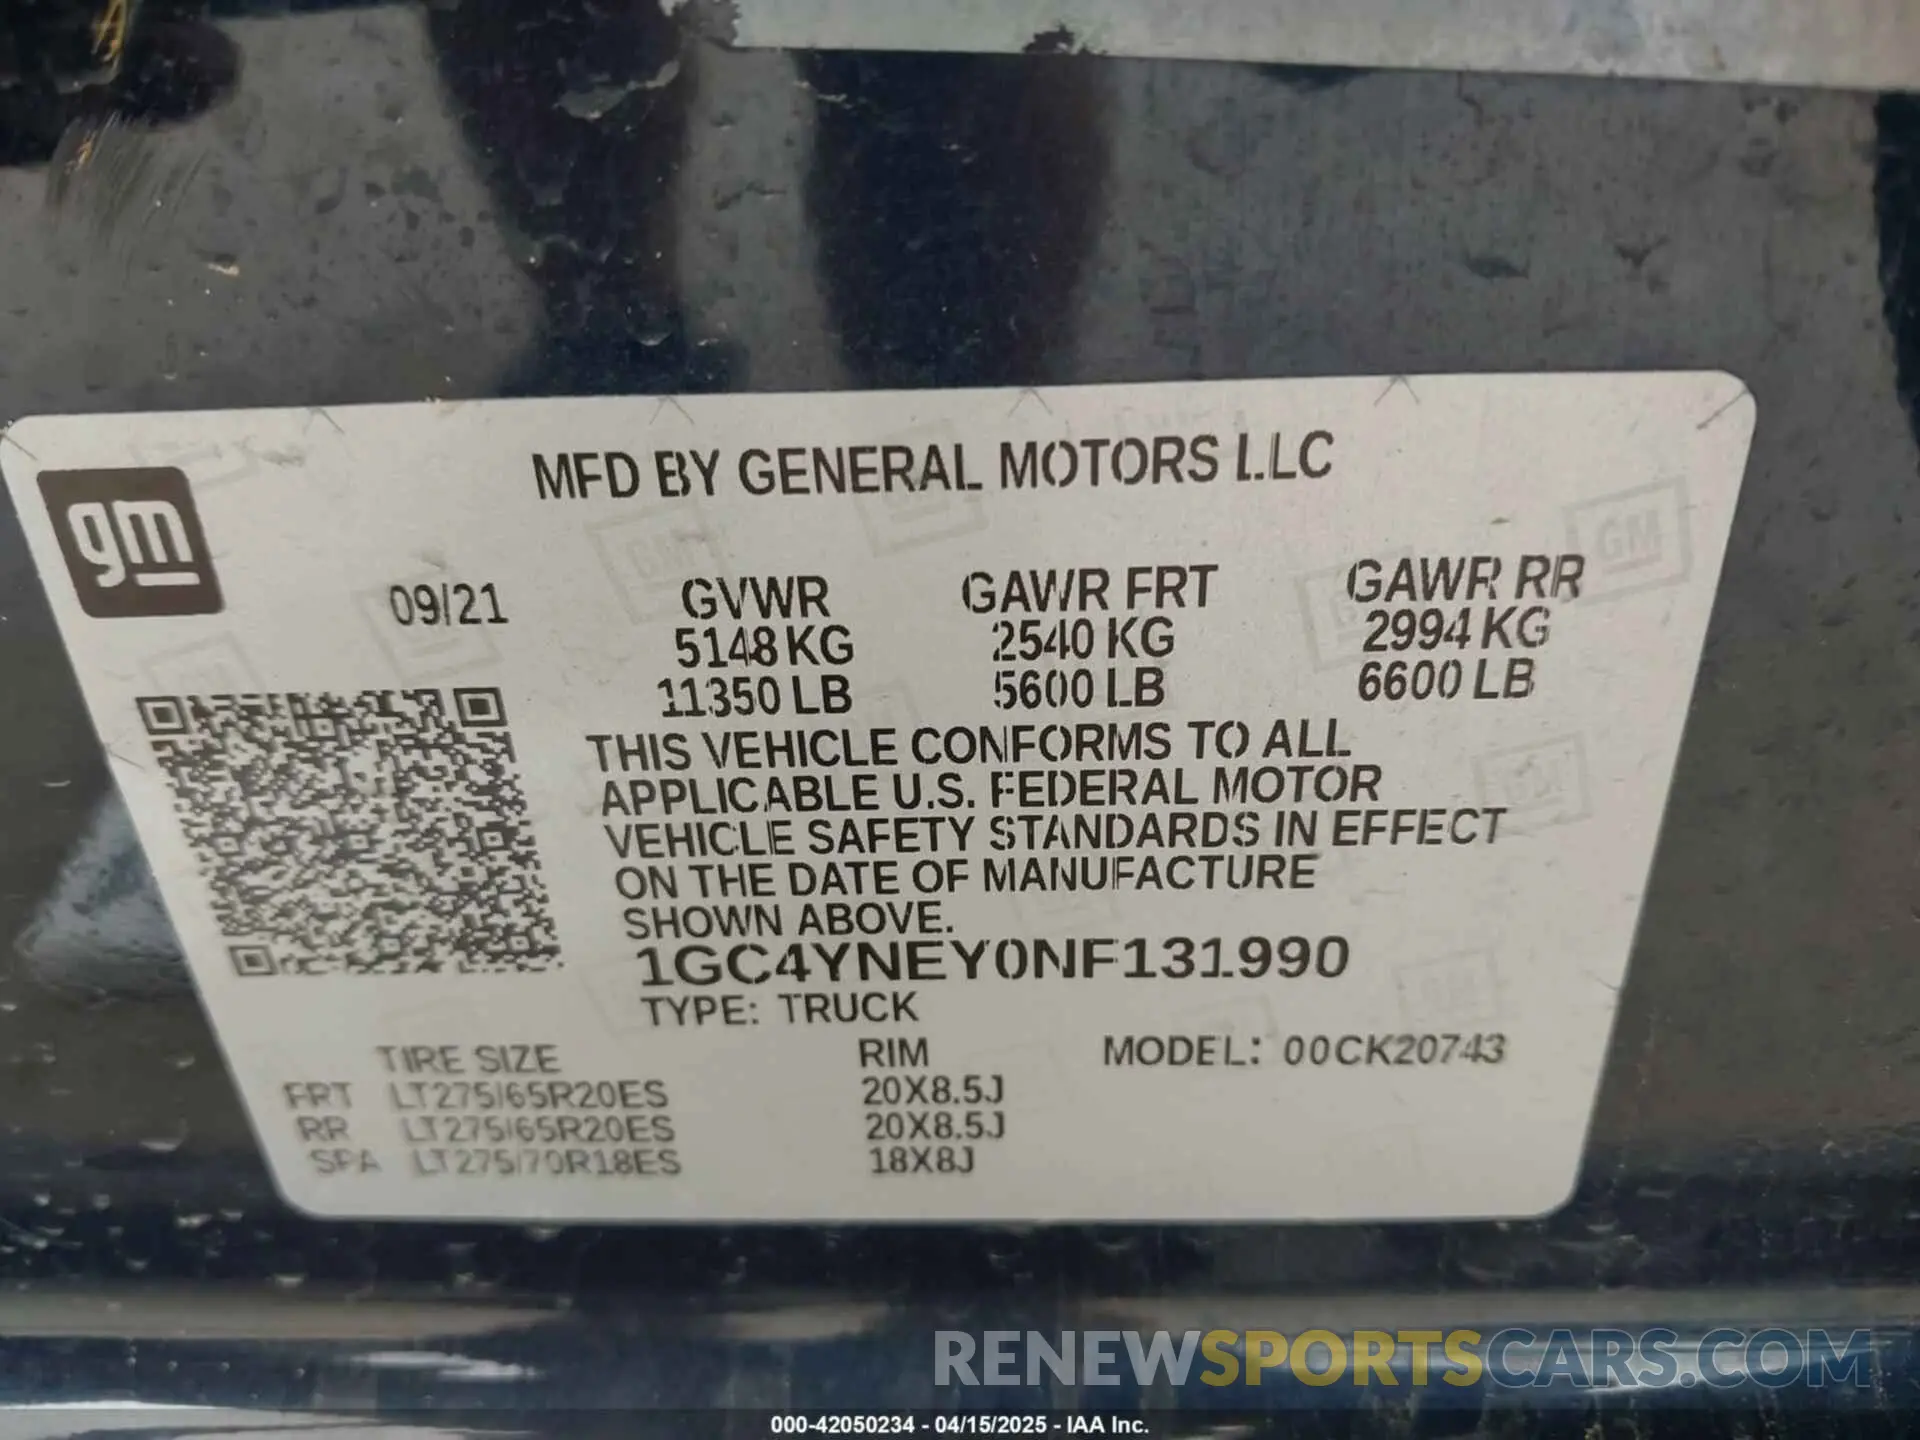 MFD BY GENERAL MOTORS LLC
gm
09/21
GVWR GAWR FRT GAWR RR
5148 KG 2540 KG 2994 KG
11350 LB 5600 LB 6600 LB
THIS VEHICLE CONFORMS TO ALL
APPLICABLE U.S. FEDERAL MOTOR
VEHICLE SAFETY STANDARDS IN EFFECT
ON THE DATE OF MANUFACTURE
SHOWN ABOVE.
1GC4YNEY0NF131990
TYPE: TRUCK
TIRE SIZE RIM MODEL: 00CK20743
FRT LT275/65R20ES 20X8.5J
RR LT275/65R20ES 20X8.5J
SPA LT275/70R18ES 18X8J
RENEWSPORTSCARS.COM
000-42050234 - 04/15/2025 - IAA Inc.